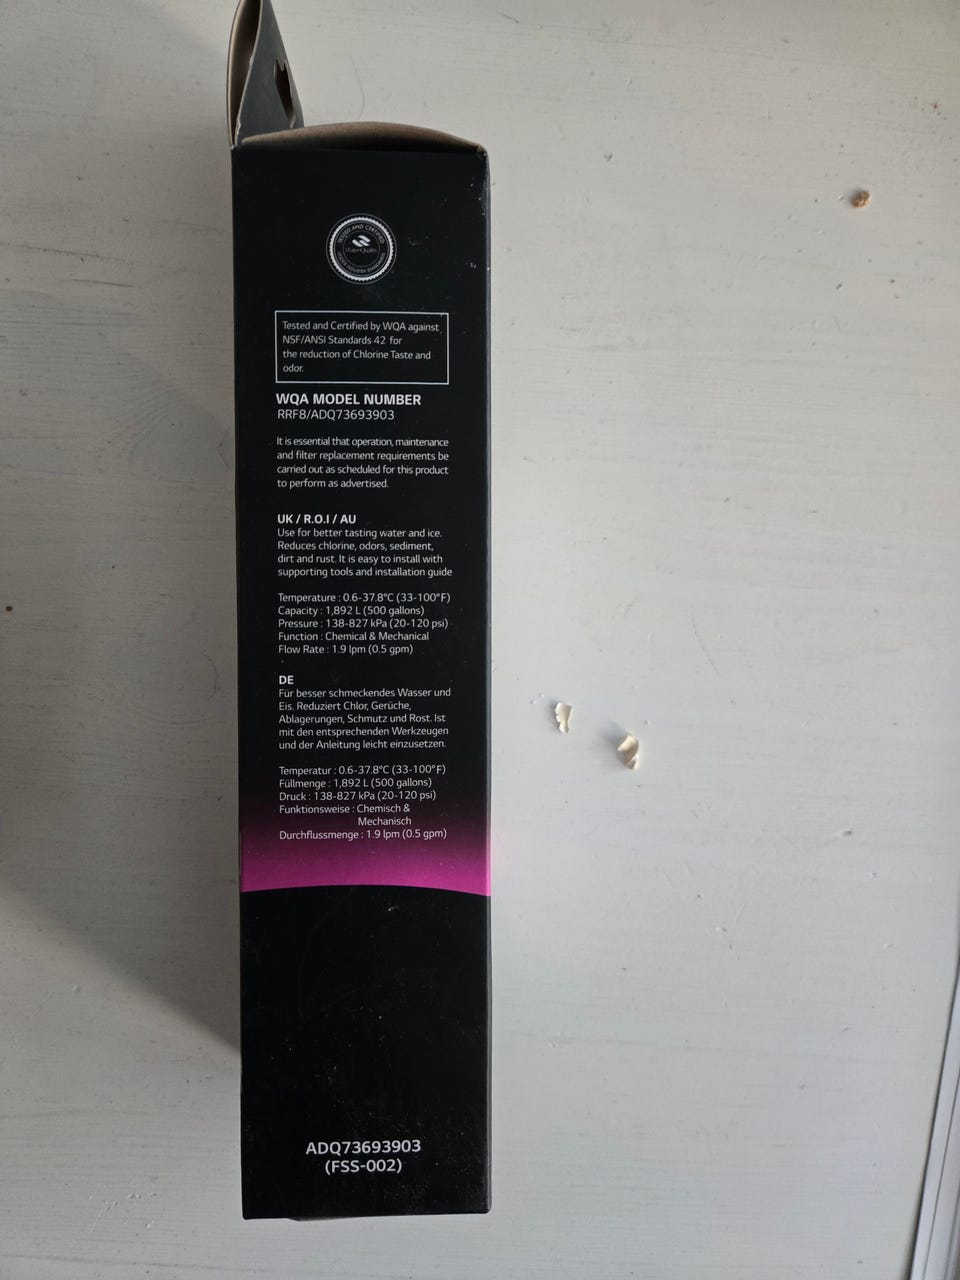 TESTED AND CERTIFIED
UNDER INDUSTRY STANDARDS
Tested and Certified by WQA against
NSF/ANSI Standards 42 for
the reduction of Chlorine Taste and
odor.
WQA MODEL NUMBER
RRF8/ADQ73693903
It is essential that operation, maintenance
and filter replacement requirements be
carried out as scheduled for this product
to perform as advertised.
UK / R.O.I / AU
Use for better tasting water and ice.
Reduces chlorine, odors, sediment,
dirt and rust. It is easy to install with
supporting tools and installation guide
Temperature : 0.6-37.8°C (33-100°F)
Capacity : 1,892 L (500 gallons)
Pressure : 138-827 kPa (20-120 psi)
Function : Chemical & Mechanical
Flow Rate : 1.9 lpm (0.5 gpm)
DE
Für besser schmeckendes Wasser und
Eis. Reduziert Chlor, Gerüche,
Ablagerungen, Schmutz und Rost. Ist
mit den entsprechenden Werkzeugen
und der Anleitung leicht einzusetzen.
Temperatur : 0.6-37.8°C (33-100°F)
Füllmenge : 1,892 L (500 gallons)
Druck : 138-827 kPa (20-120 psi)
Funktionsweise : Chemisch &
Mechanisch
Durchflussmenge : 1.9 lpm (0.5 gpm)
ADQ73693903
(FSS-002)